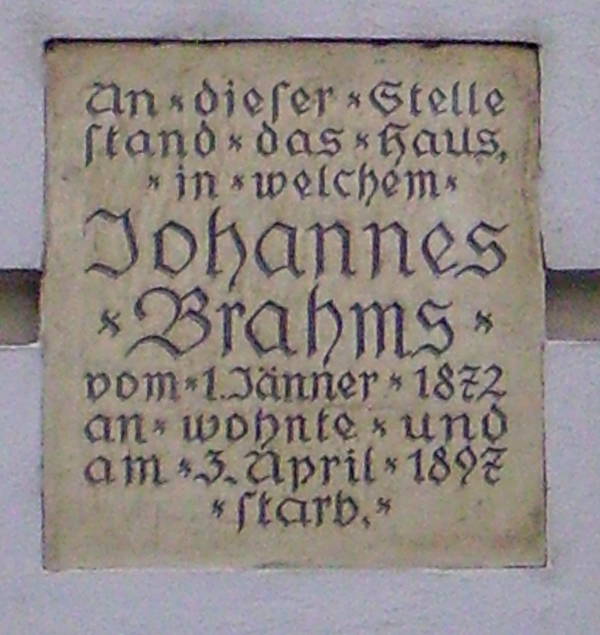 An * dieſer * Stelle
ſtand * das * Haus,
* in * welchem *
Johannes
* Brahms *
vom * 1. Jänner * 1872
an * wohnte * und
am * 3. April * 1897
* ſtarb. *